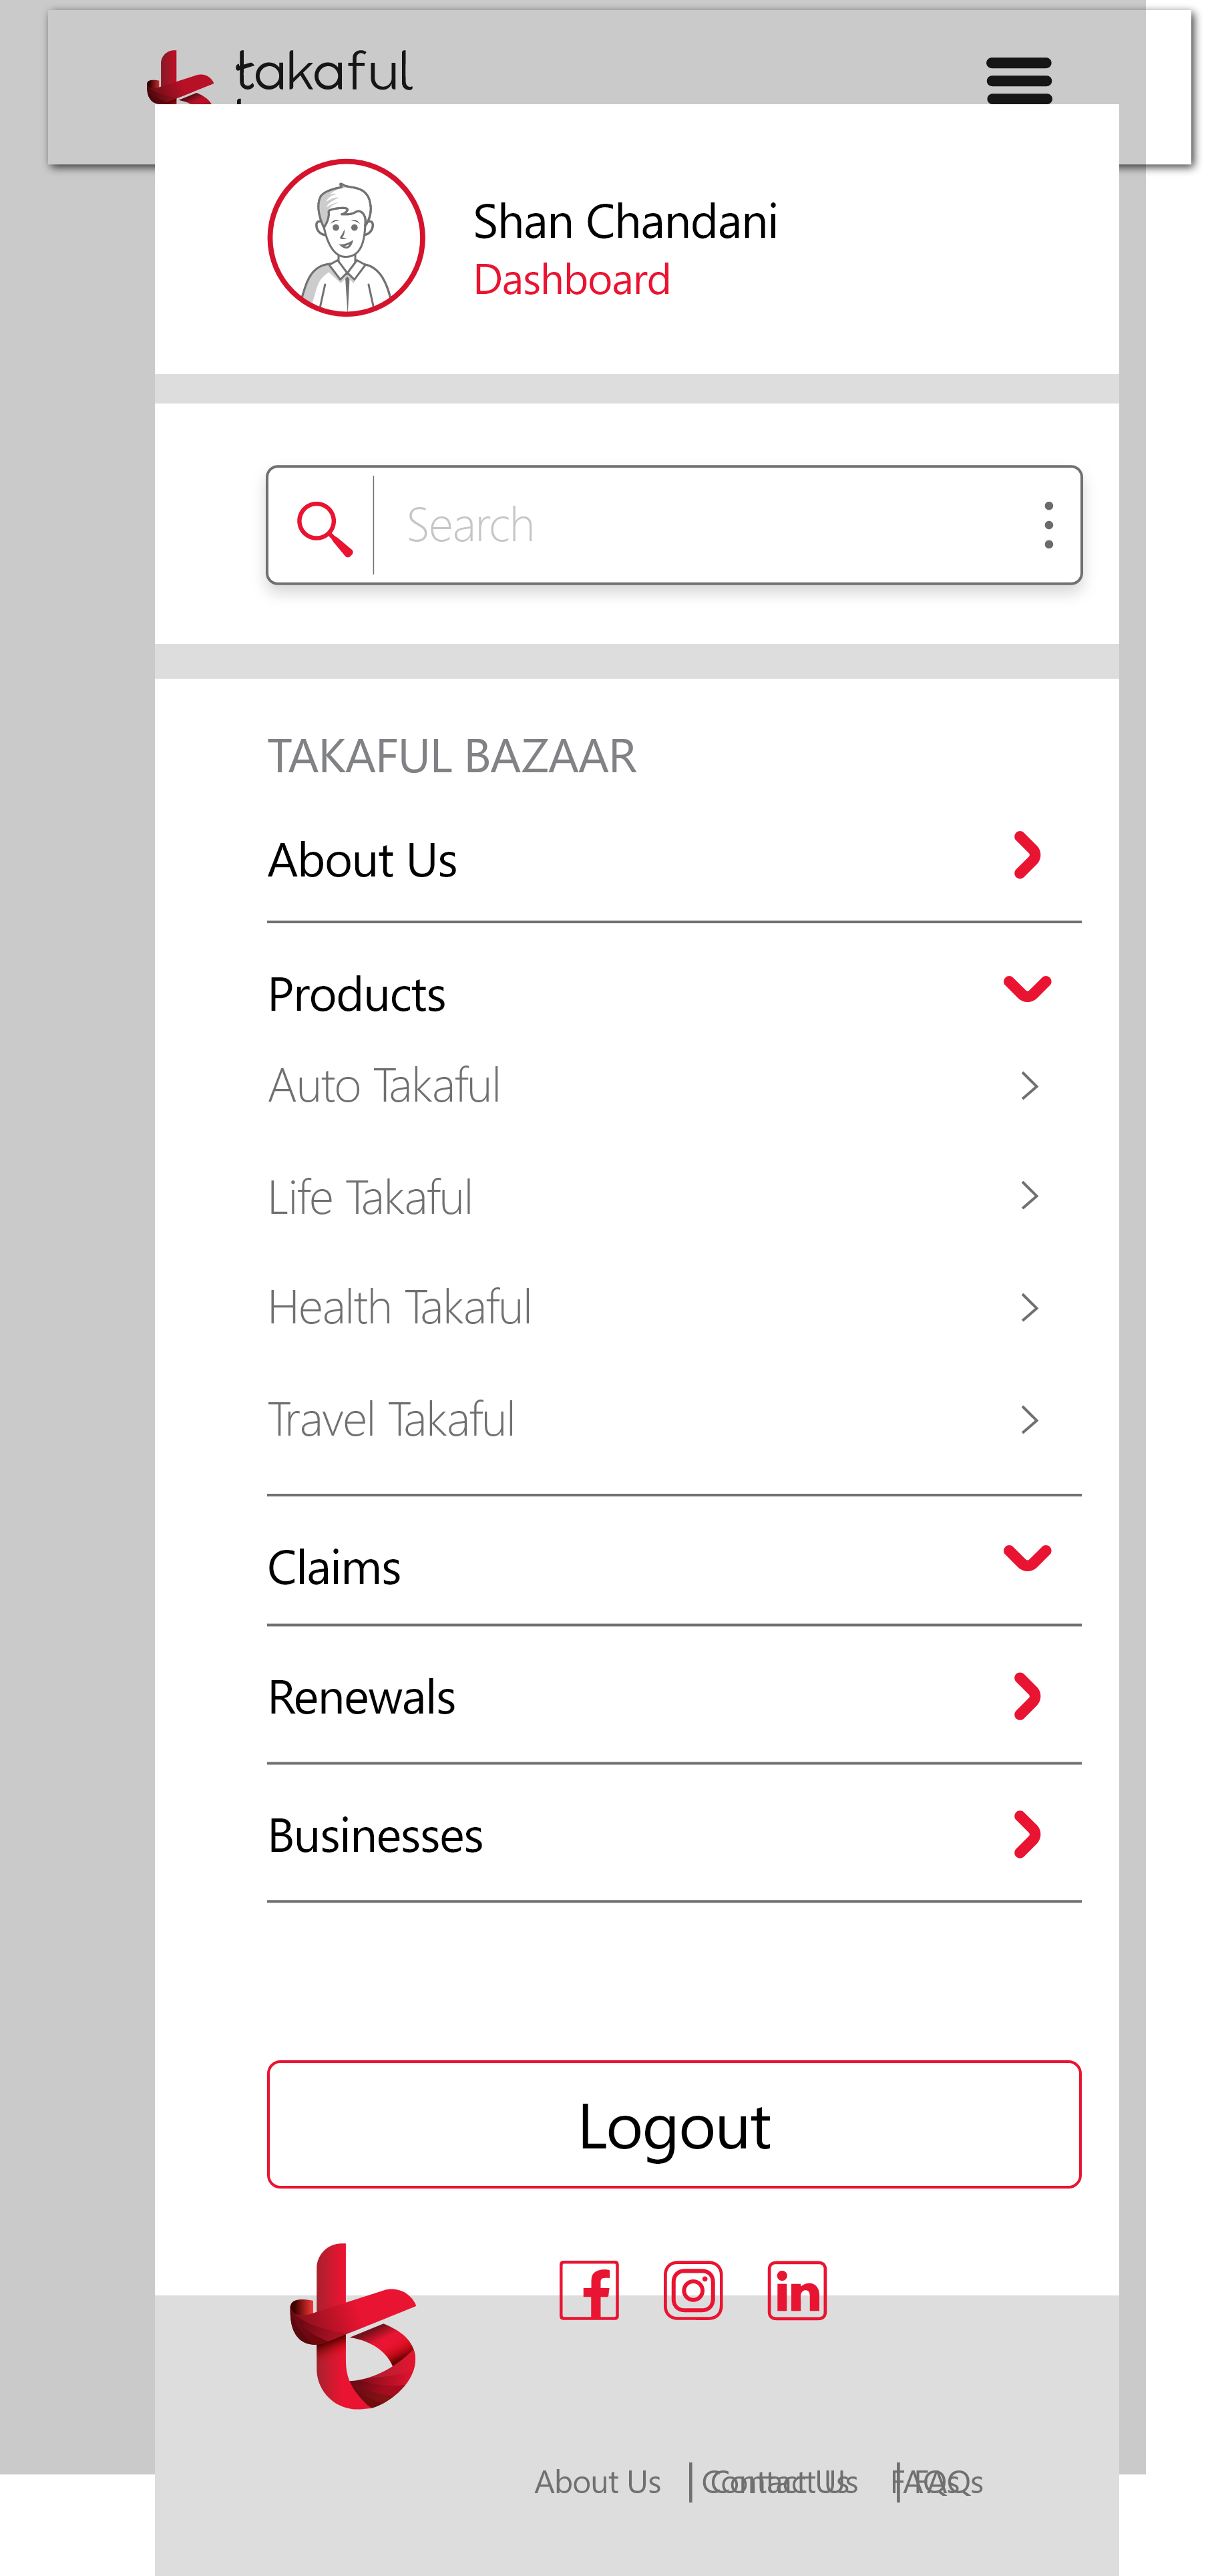 takaful
Shan Chandani
Dashboard
Search
TAKAFUL BAZAAR
About Us
Products
Auto Takaful
Life Takaful
Health Takaful
Travel Takaful
Claims
Renewals
Businesses
Logout
About Us | Contact Us | FAQs